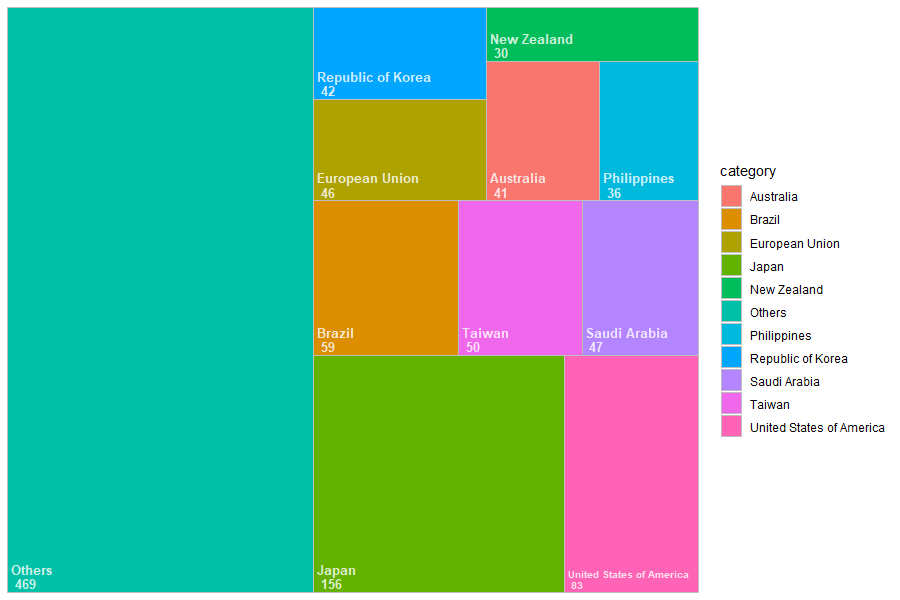 Others
469
Republic of Korea
42
European Union
46
New Zealand
30
Australia
41
Philippines
36
Brazil
59
Taiwan
50
Saudi Arabia
47
Japan
156
United States of America
83
category
Australia
Brazil
European Union
Japan
New Zealand
Others
Philippines
Republic of Korea
Saudi Arabia
Taiwan
United States of America